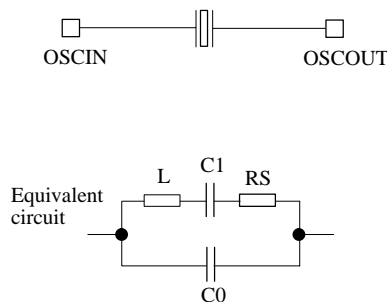 OSCIN
OSCOUT
C1
L
RS
Equivalent
circuit
C0